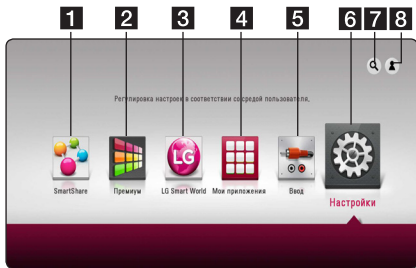 1 2 3 4 5 6 7 8
Регулировка настроек в соответствии со средой пользователя.
LG
SmartShare Премиум LG Smart World Мои приложения Ввод
Настройки